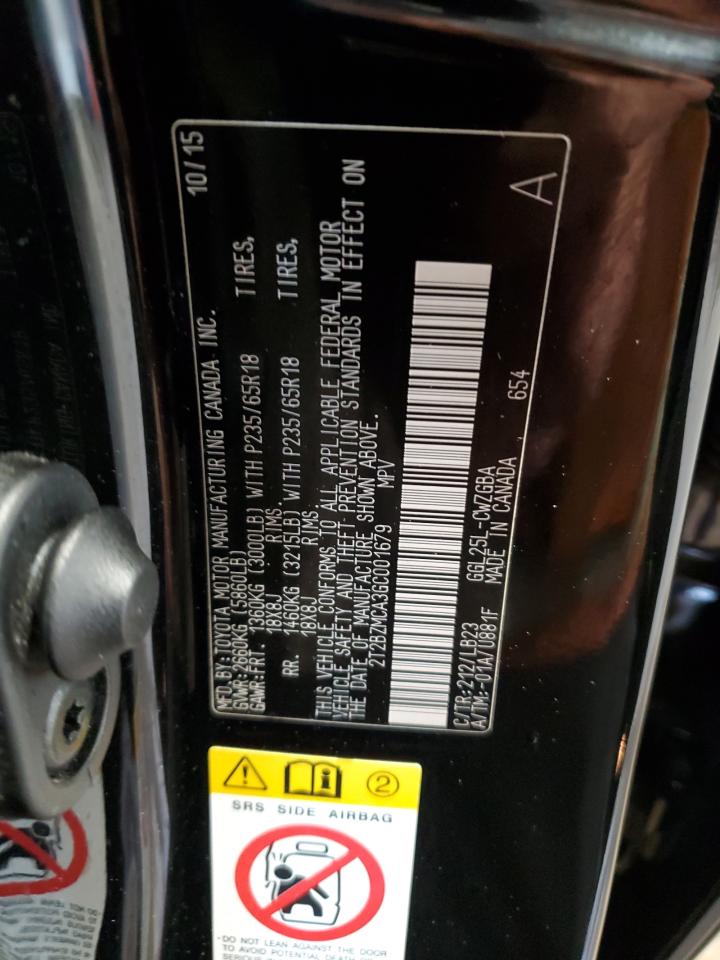 MFD. BY: TOYOTA MOTOR MANUFACTURING CANADA INC. 10/15
GVWR: 2660KG (5860LB)
GAWR: FRT. 1360KG (3000LB) WITH P235/65R18 TIRES,
18X8J RIMS,
RR. 1460KG (3215LB) WITH P235/65R18 TIRES,
18X8J RIMS.
THIS VEHICLE CONFORMS TO ALL APPLICABLE FEDERAL MOTOR
VEHICLE SAFETY AND THEFT PREVENTION STANDARDS IN EFFECT ON
THE DATE OF MANUFACTURE SHOWN ABOVE.
2T2BZMCA3GC001679 MPV
C/TR: 212/LB23 GGL25L-CWZGBA 654 A
A/TM: -01A/U881F MADE IN CANADA
2
SRS SIDE AIRBAG
· DO NOT LEAN AGAINST THE DOOR
TO AVOID POTENTIAL DEATH OR